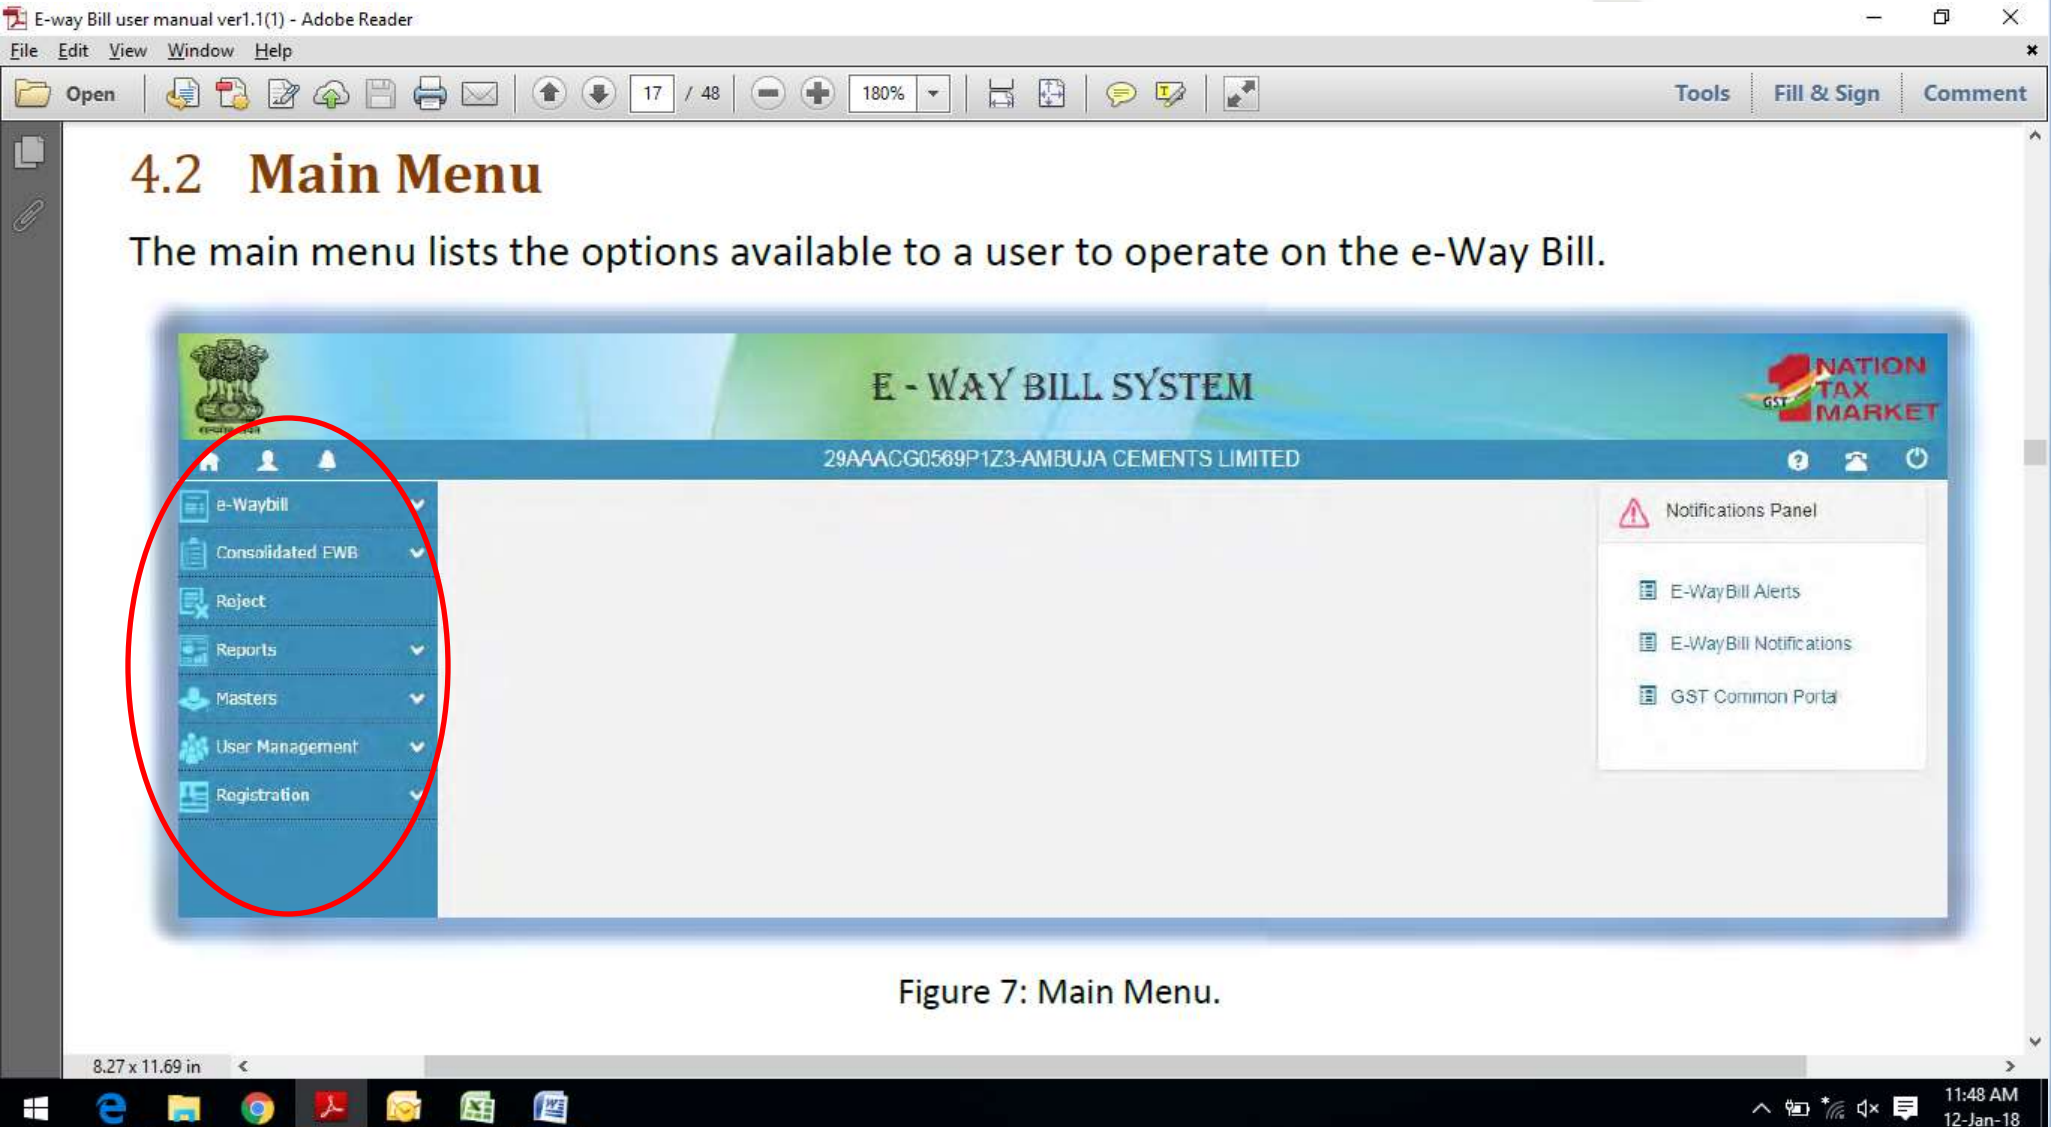 E-way Bill user manual ver1.1(1) - Adobe Reader
File Edit View Window Help
Open 17 / 48 180% Tools Fill & Sign Comment
4.2 Main Menu
The main menu lists the options available to a user to operate on the e-Way Bill.
E - WAY BILL SYSTEM
GST
NATION
TAX
MARKET
29AAACG0569P1Z3-AMBUJA CEMENTS LIMITED
e-Waybill
Consolidated EWB
Reject
Reports
Masters
User Management
Registration
Notifications Panel
E-WayBill Alerts
E-WayBill Notifications
GST Common Portal
Figure 7: Main Menu.
8.27 x 11.69 in
11:48 AM
12-Jan-18